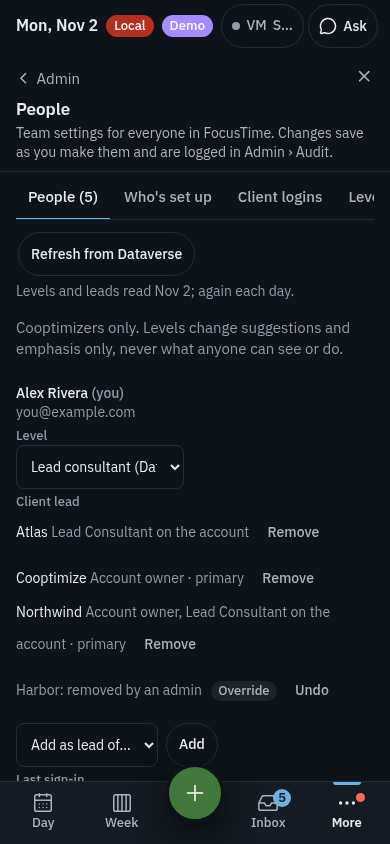 Mon, Nov 2 Local Demo VM S... Ask
Admin
People
Team settings for everyone in FocusTime. Changes save
as you make them and are logged in Admin › Audit.
People (5) Who's set up Client logins
Refresh from Dataverse
Levels and leads read Nov 2; again each day.
Cooptimizers only. Levels change suggestions and
emphasis only, never what anyone can see or do.
Alex Rivera (you)
you@example.com
Level
Lead consultant (Da
Client lead
Atlas Lead Consultant on the account Remove
Cooptimize Account owner · primary Remove
Northwind Account owner, Lead Consultant on the
account · primary Remove
Harbor: removed by an admin Override Undo
Add as lead of... Add
Last sign-in
Day Week Inbox 5 More